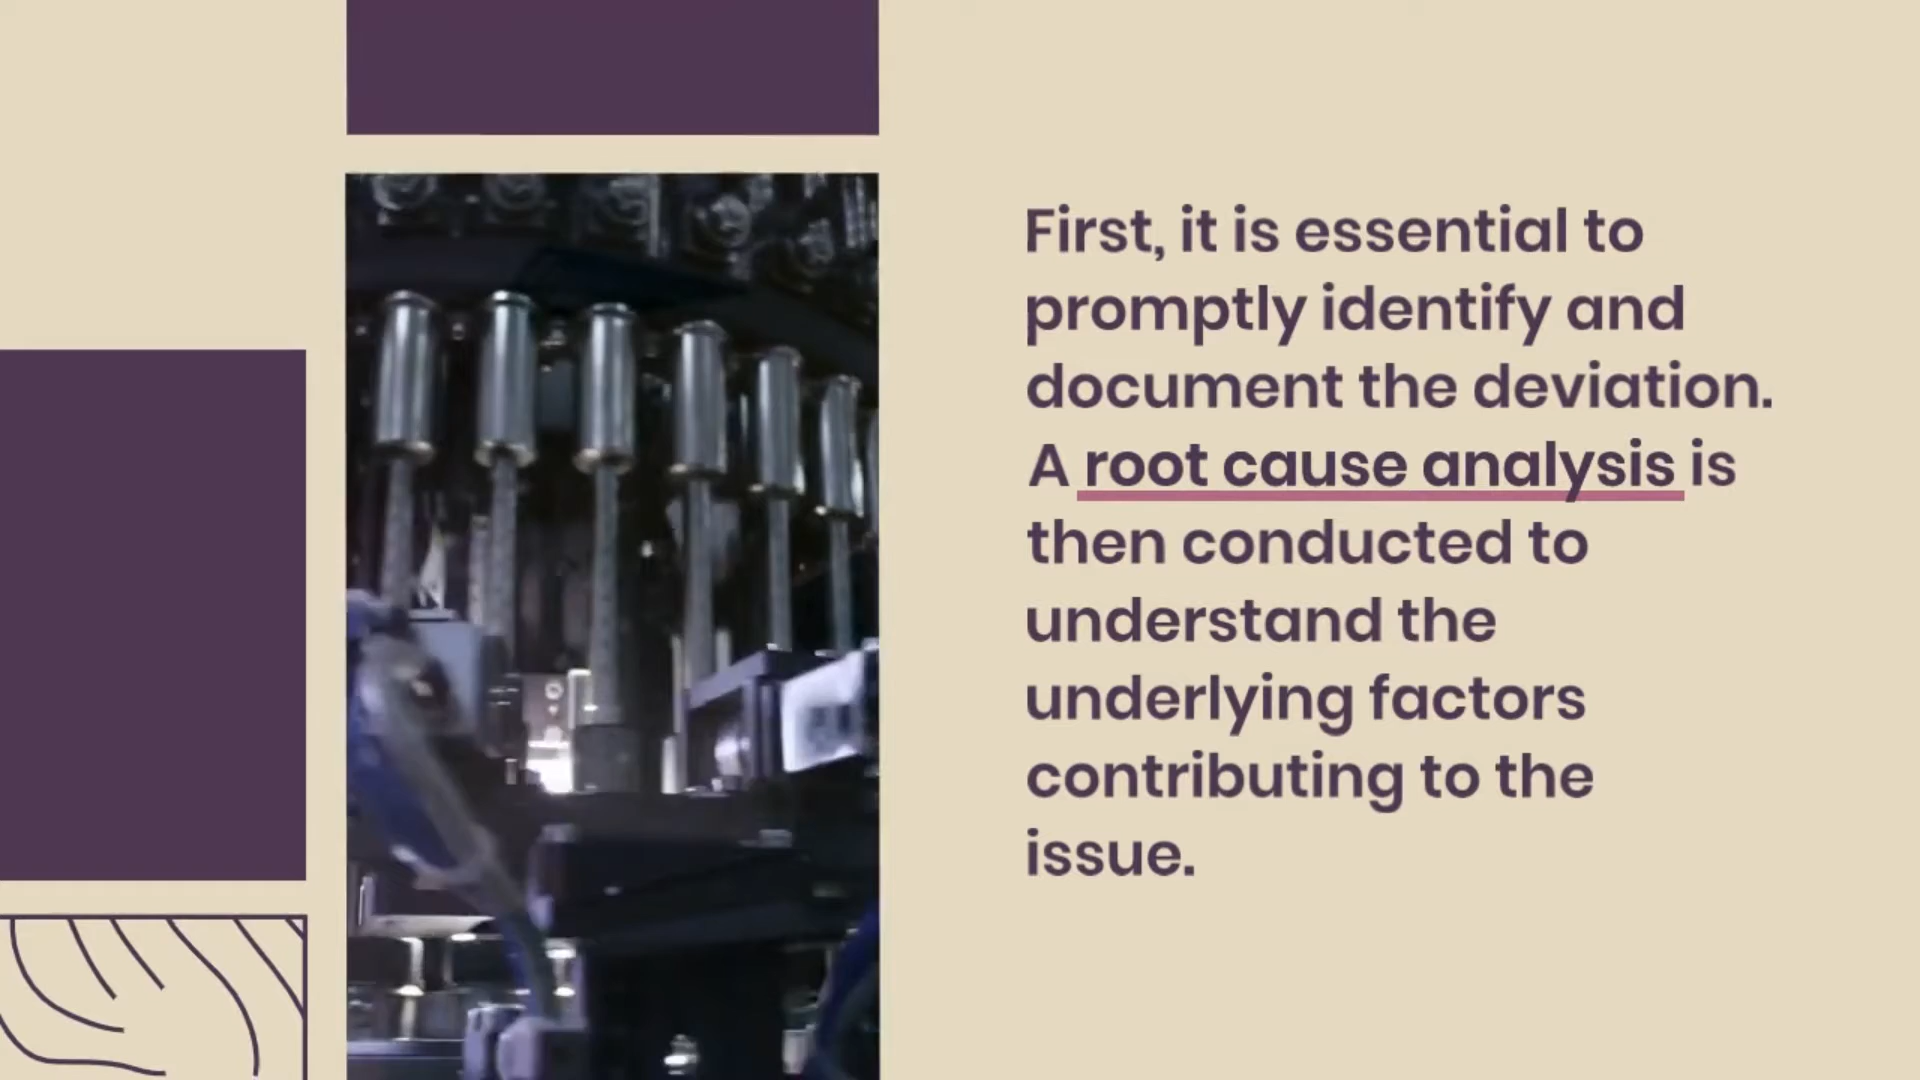 First, it is essential to
promptly identify and
document the deviation.
A root cause analysis is
then conducted to
understand the
underlying factors
contributing to the
issue.